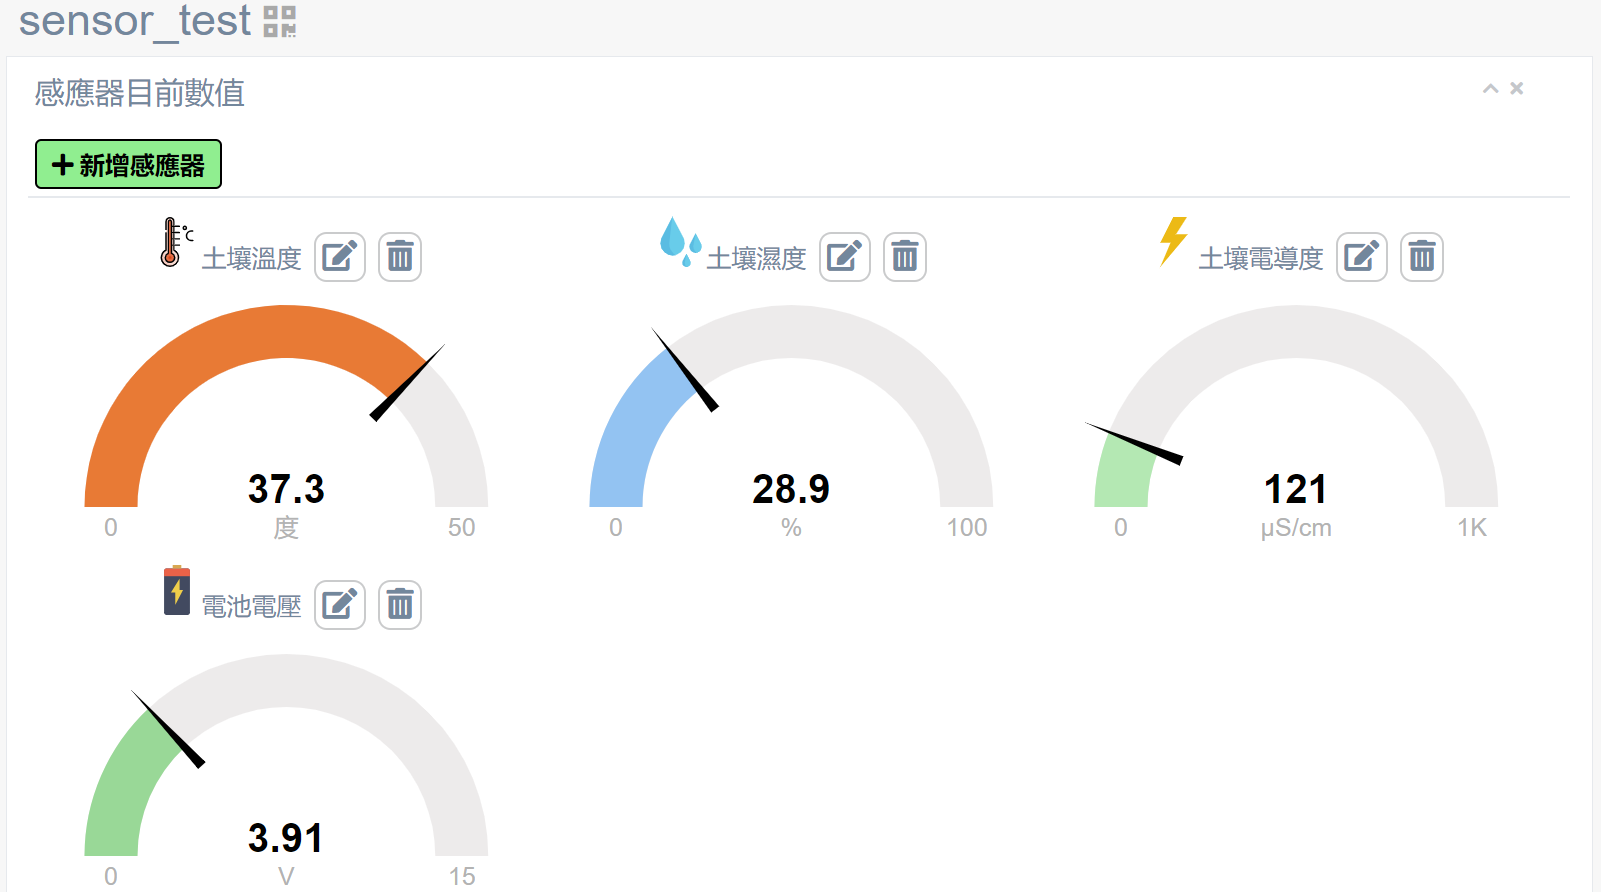 sensor_test
感應器目前數值
新增感應器
土壤溫度
土壤濕度
土壤電導度
37.3
0 度 50
28.9
0 % 100
121
0 µS/cm 1K
電池電壓
3.91
0 V 15